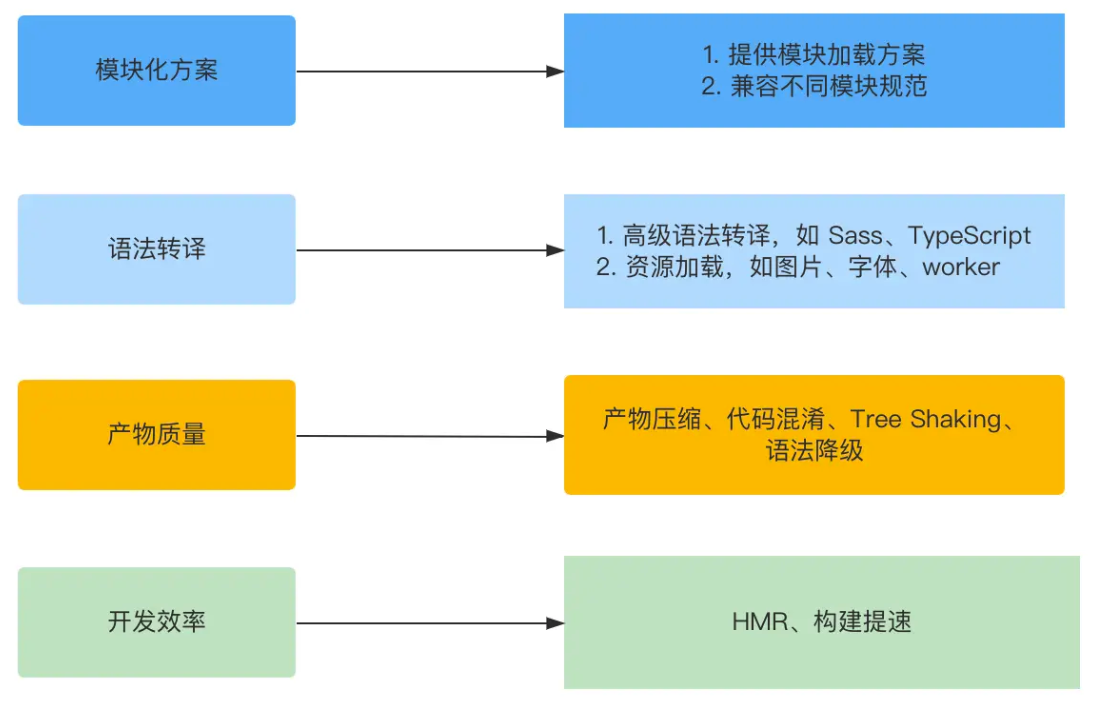 模块化方案
1. 提供模块加载方案
2. 兼容不同模块规范
语法转译
1. 高级语法转译，如 Sass、TypeScript
2. 资源加载，如图片、字体、worker
产物质量
产物压缩、代码混淆、Tree Shaking、
语法降级
开发效率
HMR、构建提速